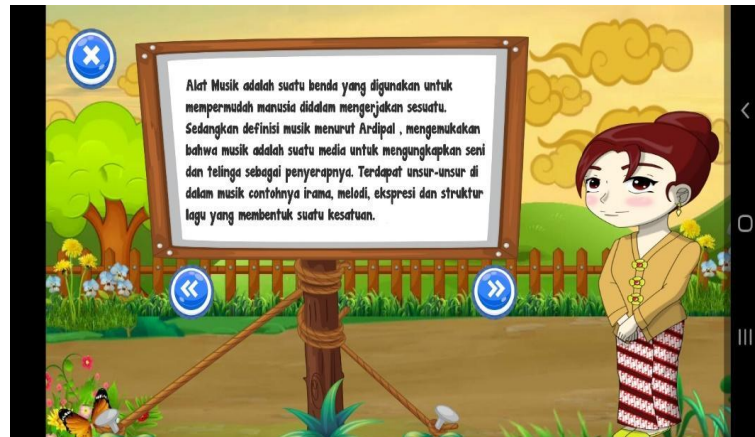 Alat Musik adalah suatu benda yang digunakan untuk
mempermudah manusia didalam mengerjakan sesuatu.
Sedangkan definisi musik menurut Ardipal , mengemukakan
bahwa musik adalah suatu media untuk mengungkapkan seni
dan telinga sebagai penyerapnya. Terdapat unsur-unsur di
dalam musik contohnya irama, melodi, ekspresi dan struktur
lagu yang membentuk suatu kesatuan.